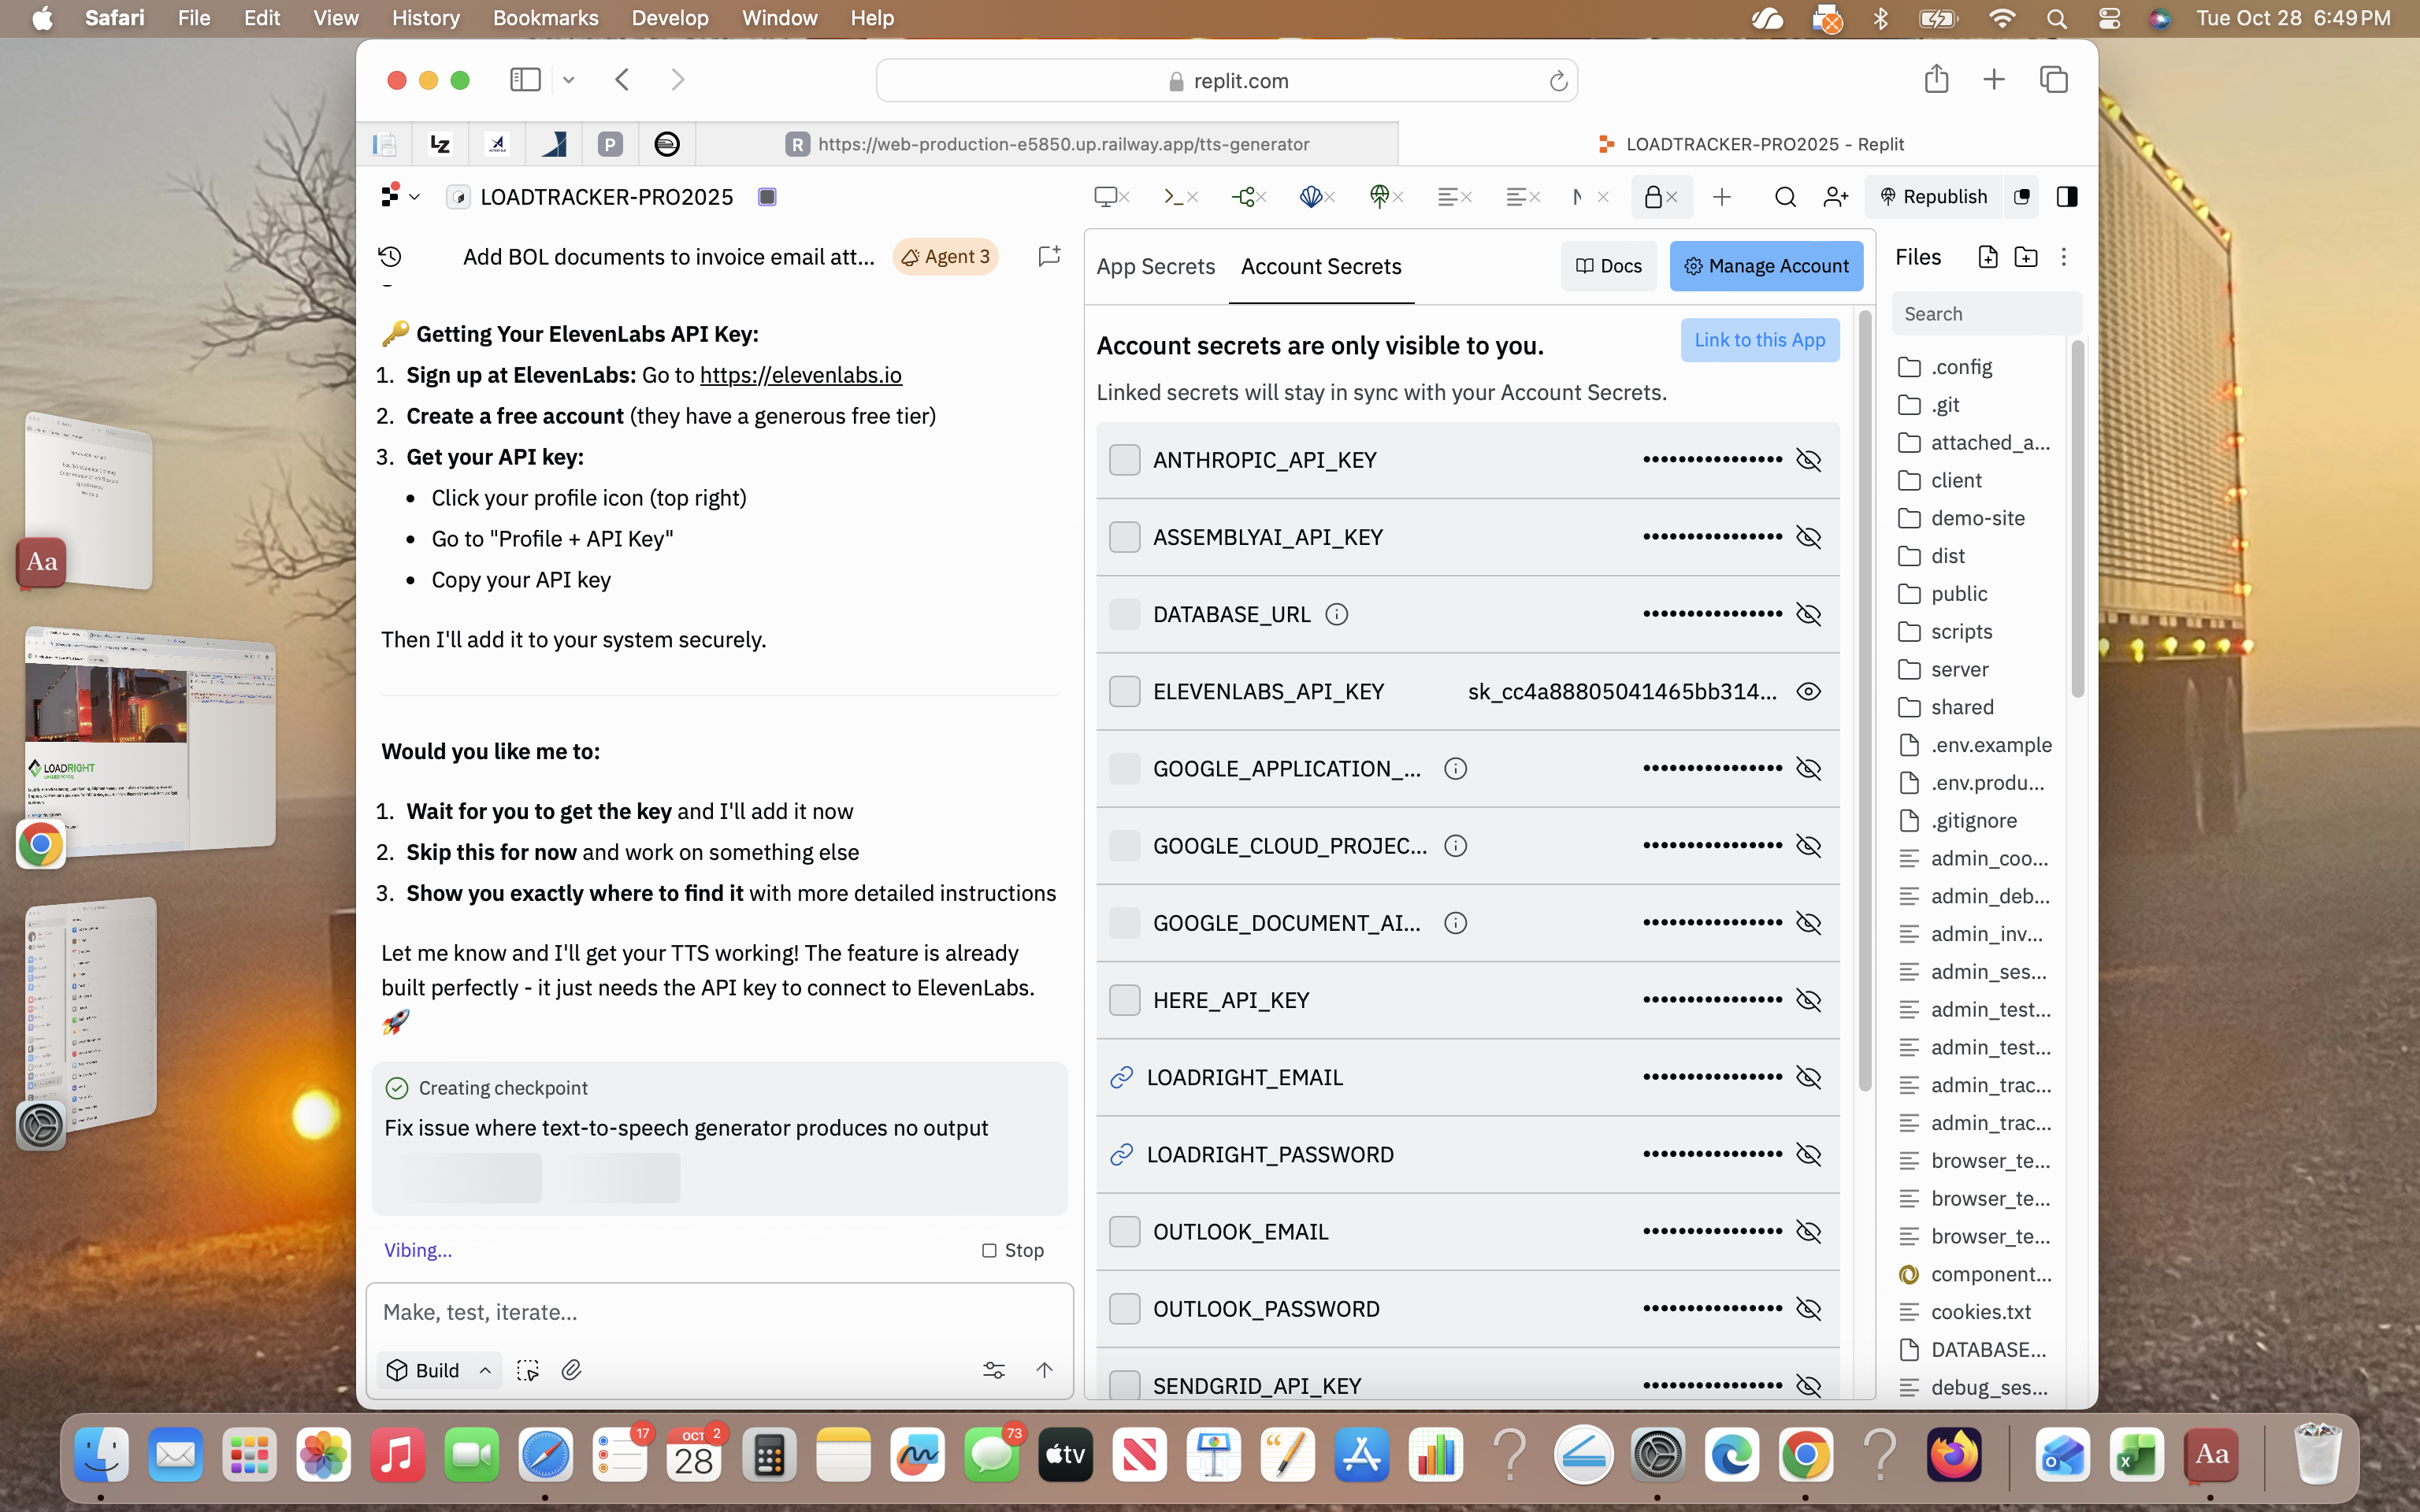 Safari File Edit View History Bookmarks Develop Window Help Tue Oct 28 6:49 PM
replit.com
LZ P R https://web-production-e5850.up.railway.app/tts-generator LOADTRACKER-PRO2025 - Replit
LOADTRACKER-PRO2025 Republish
Add BOL documents to invoice email att... Agent 3
🔑 Getting Your ElevenLabs API Key:
1. Sign up at ElevenLabs: Go to https://elevenlabs.io
2. Create a free account (they have a generous free tier)
3. Get your API key:
• Click your profile icon (top right)
• Go to "Profile + API Key"
• Copy your API key
Then I'll add it to your system securely.
Would you like me to:
1. Wait for you to get the key and I'll add it now
2. Skip this for now and work on something else
3. Show you exactly where to find it with more detailed instructions
Let me know and I'll get your TTS working! The feature is already
built perfectly - it just needs the API key to connect to ElevenLabs.
🚀
Creating checkpoint
Fix issue where text-to-speech generator produces no output
Vibing...
Stop
Make, test, iterate...
Build
App Secrets Account Secrets Docs Manage Account
Account secrets are only visible to you. Link to this App
Linked secrets will stay in sync with your Account Secrets.
ANTHROPIC_API_KEY ••••••••••••••••
ASSEMBLYAI_API_KEY ••••••••••••••••
DATABASE_URL ••••••••••••••••
ELEVENLABS_API_KEY sk_cc4a88805041465bb314...
GOOGLE_APPLICATION_... ••••••••••••••••
GOOGLE_CLOUD_PROJEC... ••••••••••••••••
GOOGLE_DOCUMENT_AI... ••••••••••••••••
HERE_API_KEY ••••••••••••••••
LOADRIGHT_EMAIL ••••••••••••••••
LOADRIGHT_PASSWORD ••••••••••••••••
OUTLOOK_EMAIL ••••••••••••••••
OUTLOOK_PASSWORD ••••••••••••••••
SENDGRID_API_KEY ••••••••••••••••
Files
Search
.config
.git
attached_a...
client
demo-site
dist
public
scripts
server
shared
.env.example
.env.produ...
.gitignore
admin_coo...
admin_deb...
admin_inv...
admin_ses...
admin_test...
admin_test...
admin_trac...
admin_trac...
browser_te...
browser_te...
browser_te...
component...
cookies.txt
DATABASE...
debug_ses...
Aa
LOADRIGHT
17
OCT 2
28
73
tv
Aa